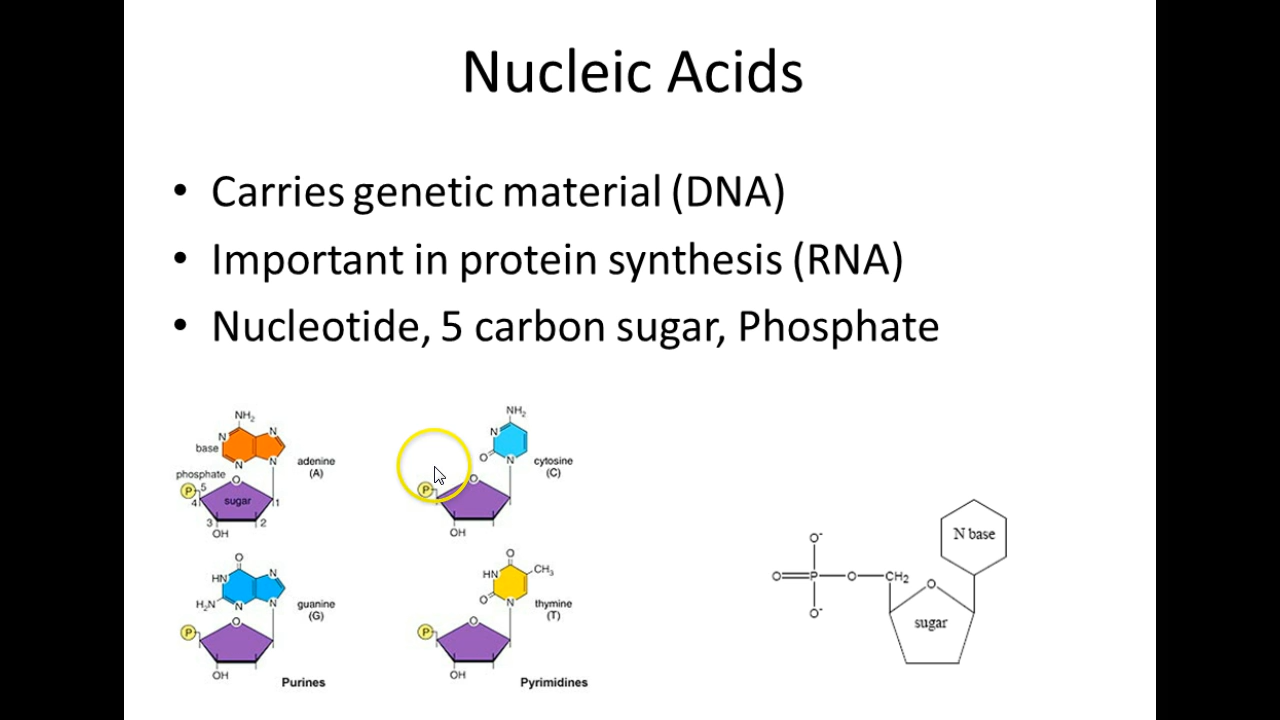 Nucleic Acids
• Carries genetic material (DNA)
• Important in protein synthesis (RNA)
• Nucleotide, 5 carbon sugar, Phosphate
NH₂
N
N
base
N
N
adenine
(A)
phosphate
O
P
5
sugar
4
1
3
2
OH
NH₂
N
O
N
cytosine
(C)
O
P
OH
O
HN
N
H₂N
N
N
guanine
(G)
O
P
OH
Purines
O
HN
CH₃
O
N
thymine
(T)
O
P
OH
Pyrimidines
N base
O⁻
O
P
O
CH₂
O
O⁻
sugar